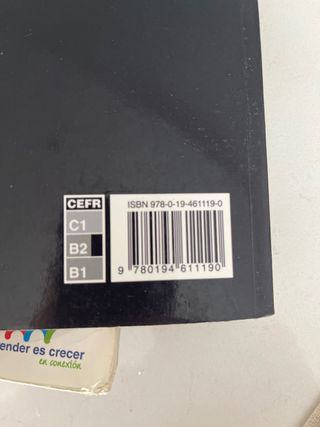 CEFR
C1
B2
B1
ISBN 978-0-19-461119-0
9 780194 611190
ender es crecer
en conexión